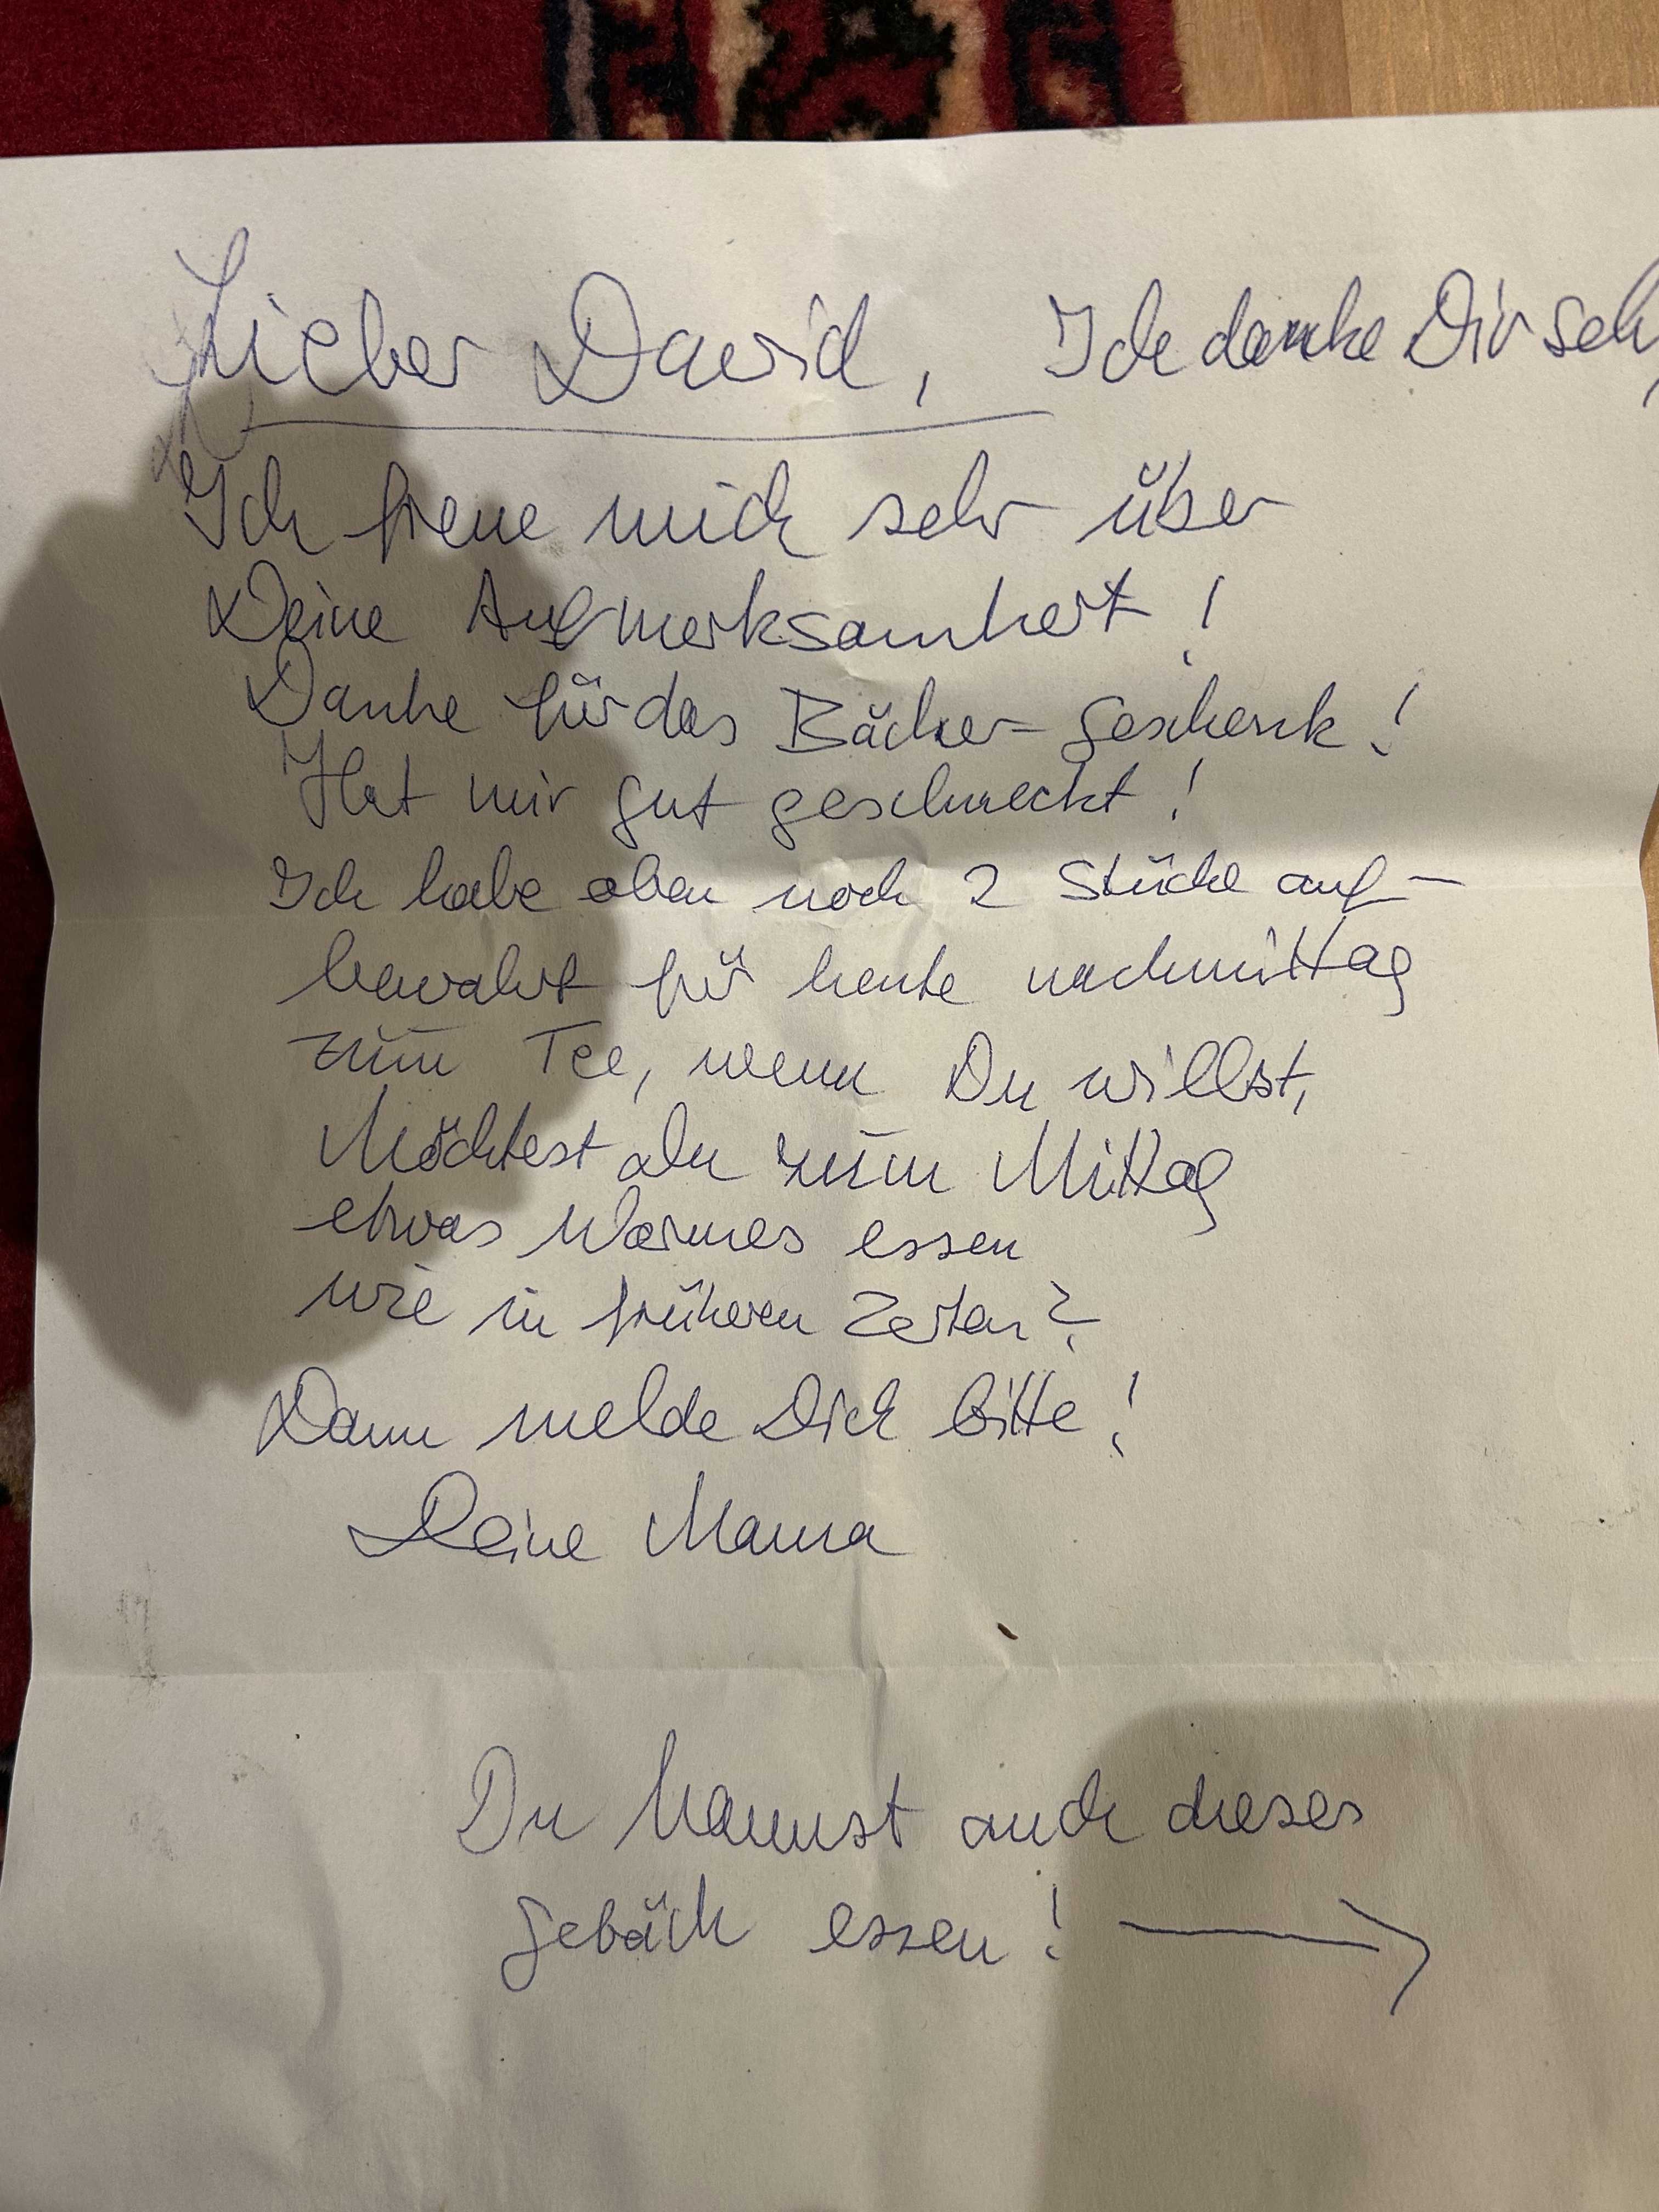 Lieber David, Ich danke Dir sehr,
Ich freue mich sehr über
Deine Aufmerksamkeit!
Danke für das Bäcker-geschenk!
Hat mir gut geschmeckt!
Ich habe oben noch 2 Stücke auf-
bewahrt für heute nachmittag
zum Tee, wenn Du willst,
Möchtest du zum Mittag
etwas Warmes essen
wie in früheren Zeiten?
Dann melde Dich bitte!
Deine Mama
Du kannst auch dieses
gebäck essen! →